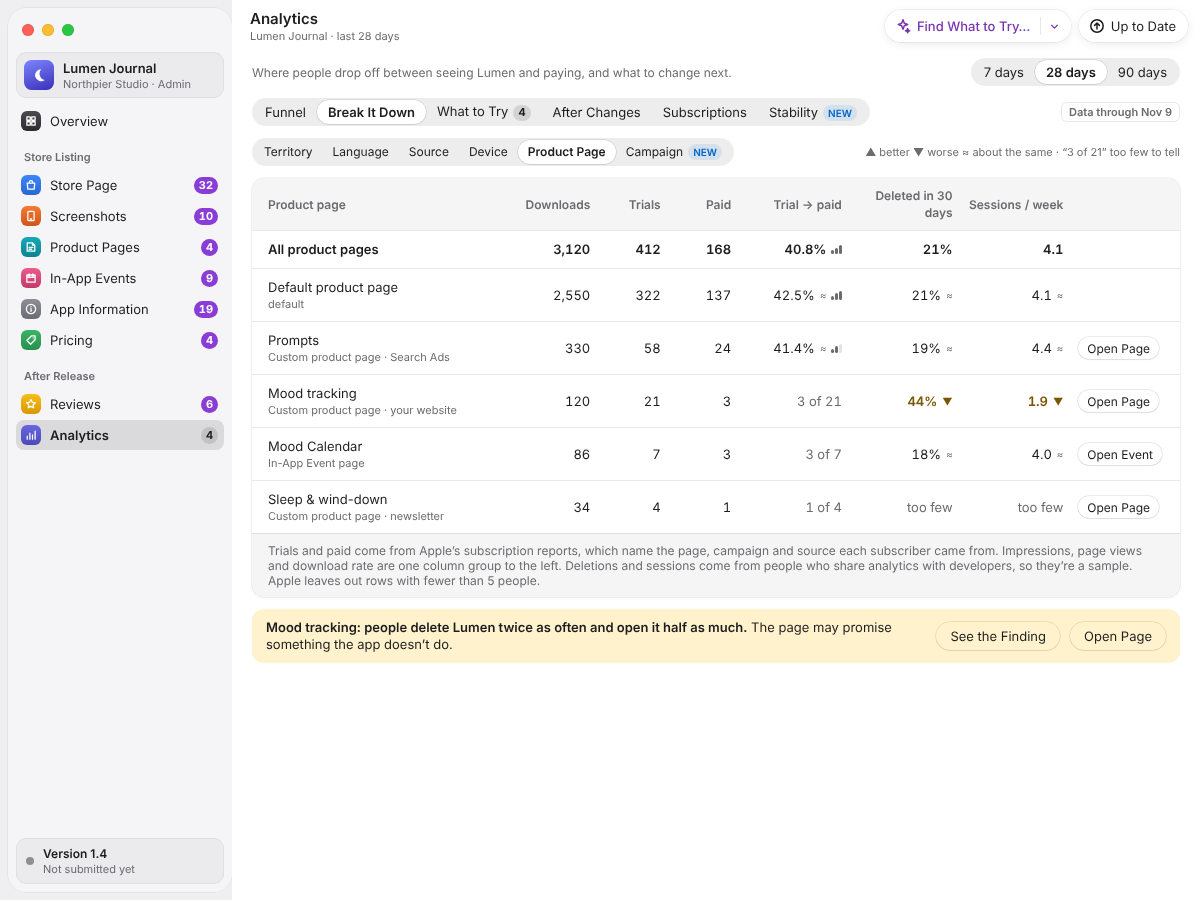 Lumen Journal
Northpier Studio · Admin
Overview
Store Listing
Store Page 32
Screenshots 10
Product Pages 4
In-App Events 9
App Information 19
Pricing 4
After Release
Reviews 6
Analytics 4
Version 1.4
Not submitted yet
Analytics
Lumen Journal · last 28 days
Find What to Try...
Up to Date
Where people drop off between seeing Lumen and paying, and what to change next.
7 days 28 days 90 days
Funnel Break It Down What to Try 4 After Changes Subscriptions Stability NEW
Data through Nov 9
Territory Language Source Device Product Page Campaign NEW
▲ better ▼ worse ≈ about the same · “3 of 21” too few to tell
Product page Downloads Trials Paid Trial → paid Deleted in 30 days Sessions / week
All product pages 3,120 412 168 40.8% 21% 4.1
Default product page 2,550 322 137 42.5% ≈ 21% ≈ 4.1 ≈
default
Prompts 330 58 24 41.4% ≈ 19% ≈ 4.4 ≈ Open Page
Custom product page · Search Ads
Mood tracking 120 21 3 3 of 21 44% ▼ 1.9 ▼ Open Page
Custom product page · your website
Mood Calendar 86 7 3 3 of 7 18% ≈ 4.0 ≈ Open Event
In-App Event page
Sleep & wind-down 34 4 1 1 of 4 too few too few Open Page
Custom product page · newsletter
Trials and paid come from Apple’s subscription reports, which name the page, campaign and source each subscriber came from. Impressions, page views
and download rate are one column group to the left. Deletions and sessions come from people who share analytics with developers, so they’re a sample.
Apple leaves out rows with fewer than 5 people.
Mood tracking: people delete Lumen twice as often and open it half as much. The page may promise
something the app doesn’t do.
See the Finding
Open Page